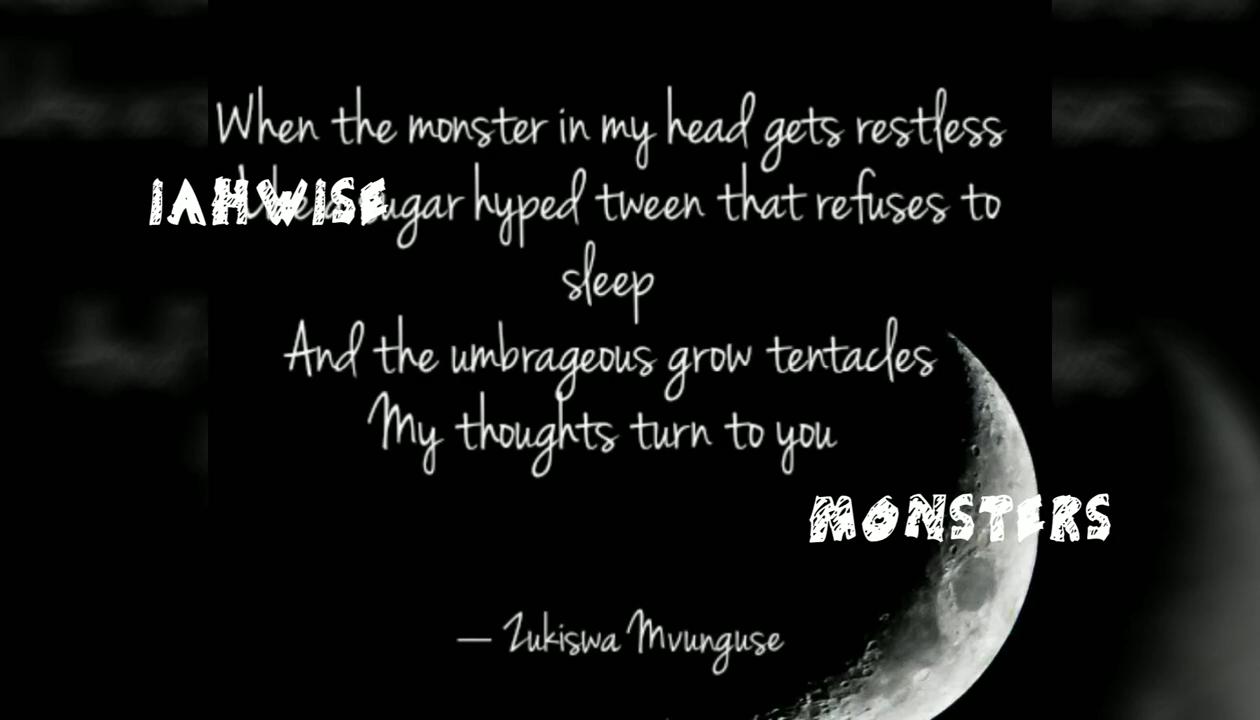 When the monster in my head gets restless
IAHWISE
sugar hyped tween that refuses to
sleep
And the umbrageous grow tentacles
My thoughts turn to you
MONSTERS
— Zukiswa Mvunguse